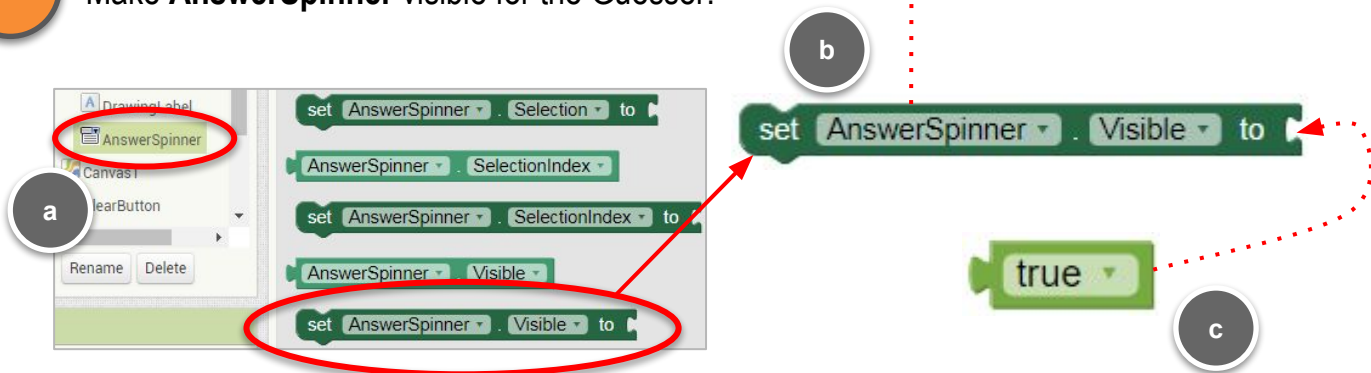 Make AnswerSpinner visible for the Guesser.
DrawingLabel
AnswerSpinner
Canvas1
learButton
Rename Delete
a
set AnswerSpinner . Selection to
AnswerSpinner . SelectionIndex
set AnswerSpinner . SelectionIndex to
AnswerSpinner . Visible
set AnswerSpinner . Visible to
b
set AnswerSpinner . Visible to
true
c